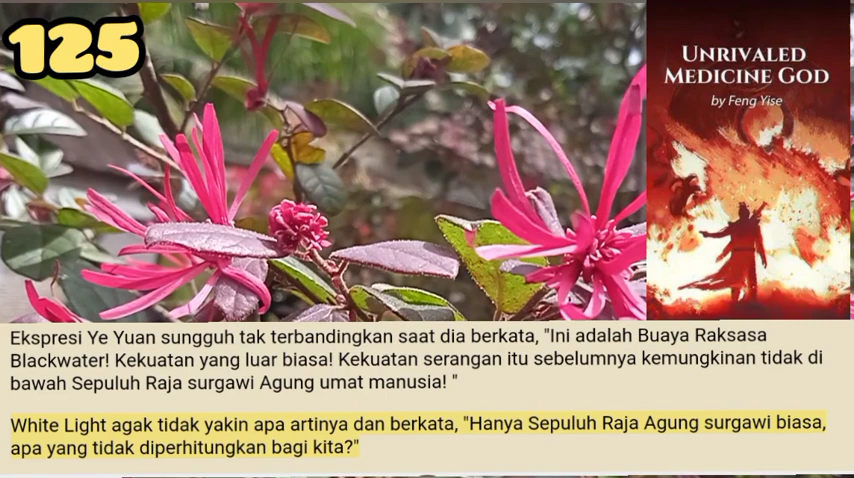 125
UNRIVALED
MEDICINE GOD
by Feng Yise
Ekspresi Ye Yuan sungguh tak terbandingkan saat dia berkata, "Ini adalah Buaya Raksasa
Blackwater! Kekuatan yang luar biasa! Kekuatan serangan itu sebelumnya kemungkinan tidak di
bawah Sepuluh Raja surgawi Agung umat manusia! "
White Light agak tidak yakin apa artinya dan berkata, "Hanya Sepuluh Raja Agung surgawi biasa,
apa yang tidak diperhitungkan bagi kita?"